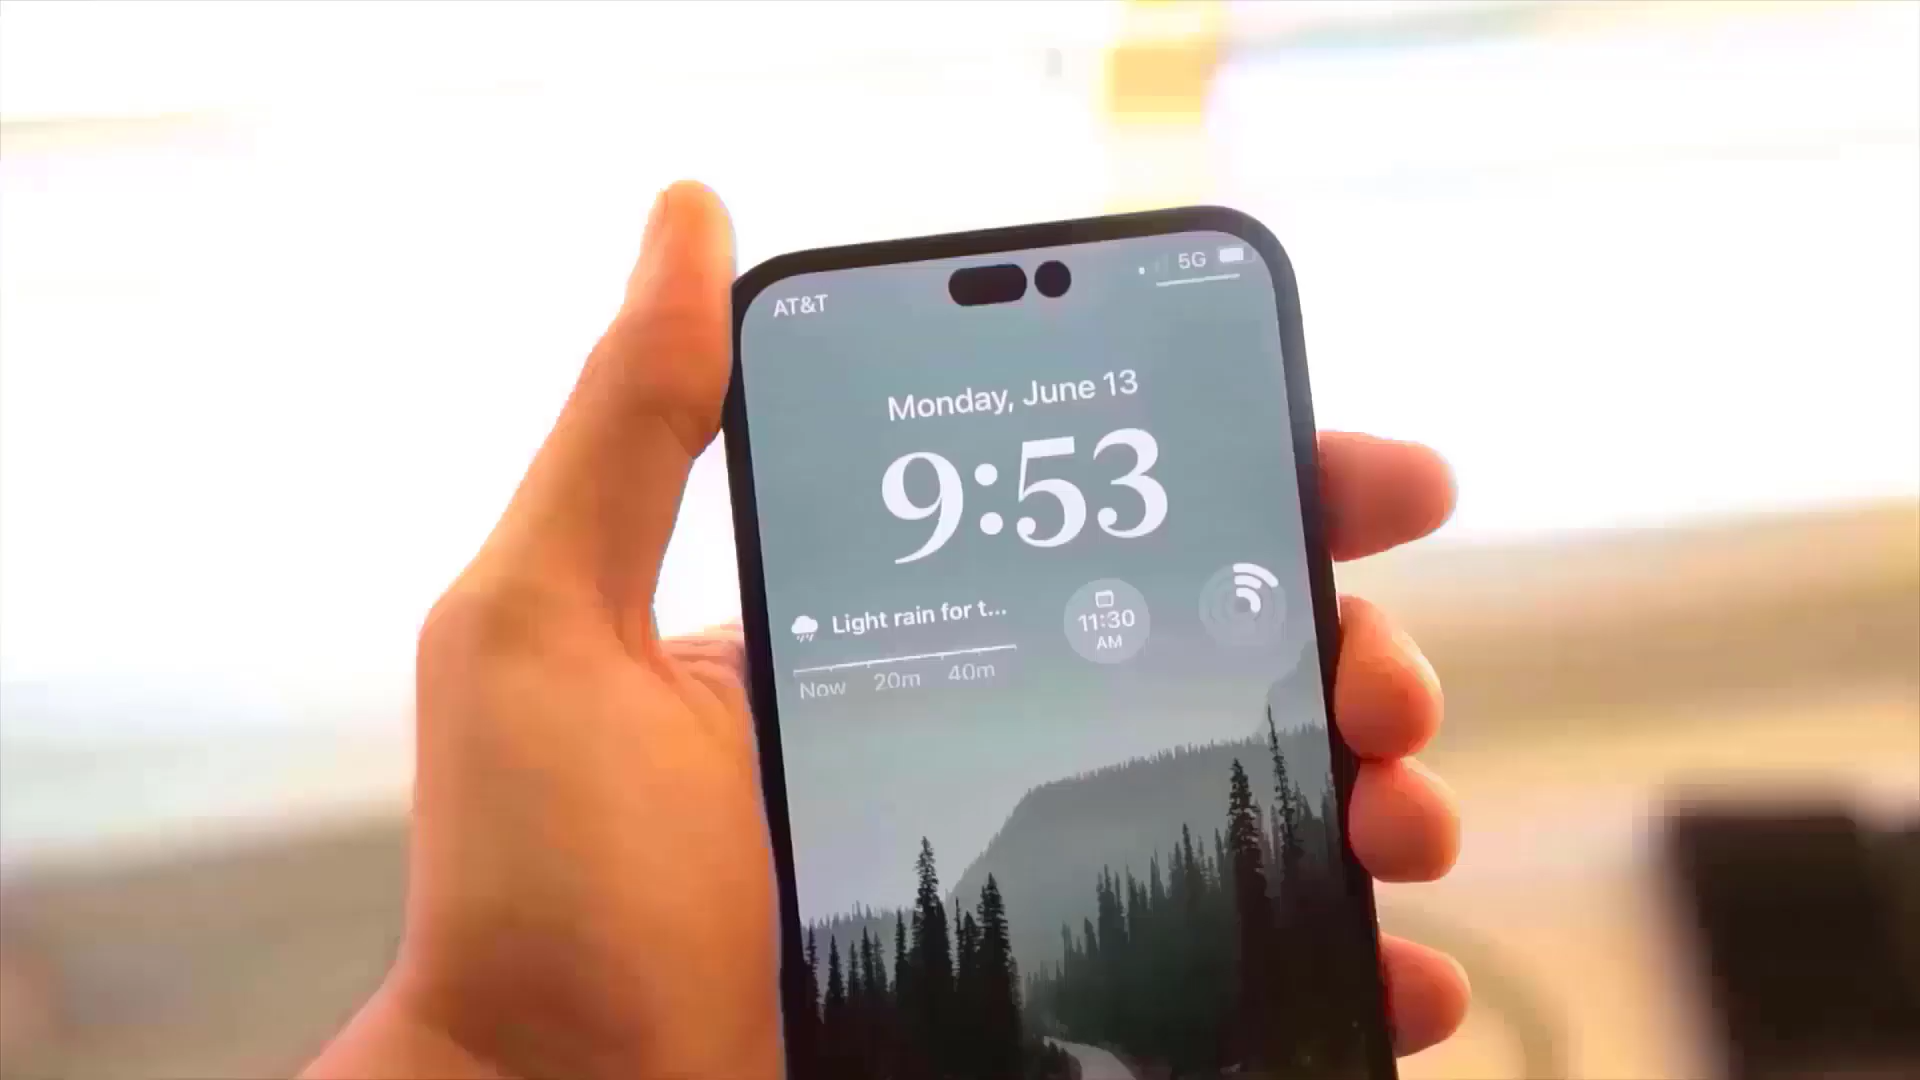 AT&T
5G
Monday, June 13
9:53
Light rain for t...
Now 20m 40m
11:30
AM